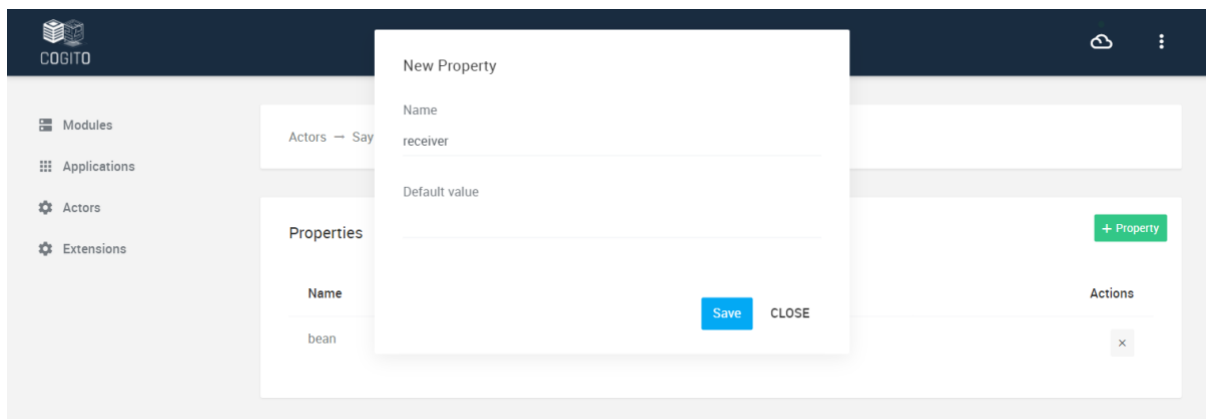 COGITO
New Property
Name
receiver
Default value
Save CLOSE
Modules
Applications
Actors
Extensions
Actors → Say
Properties
+ Property
Name Actions
bean ×